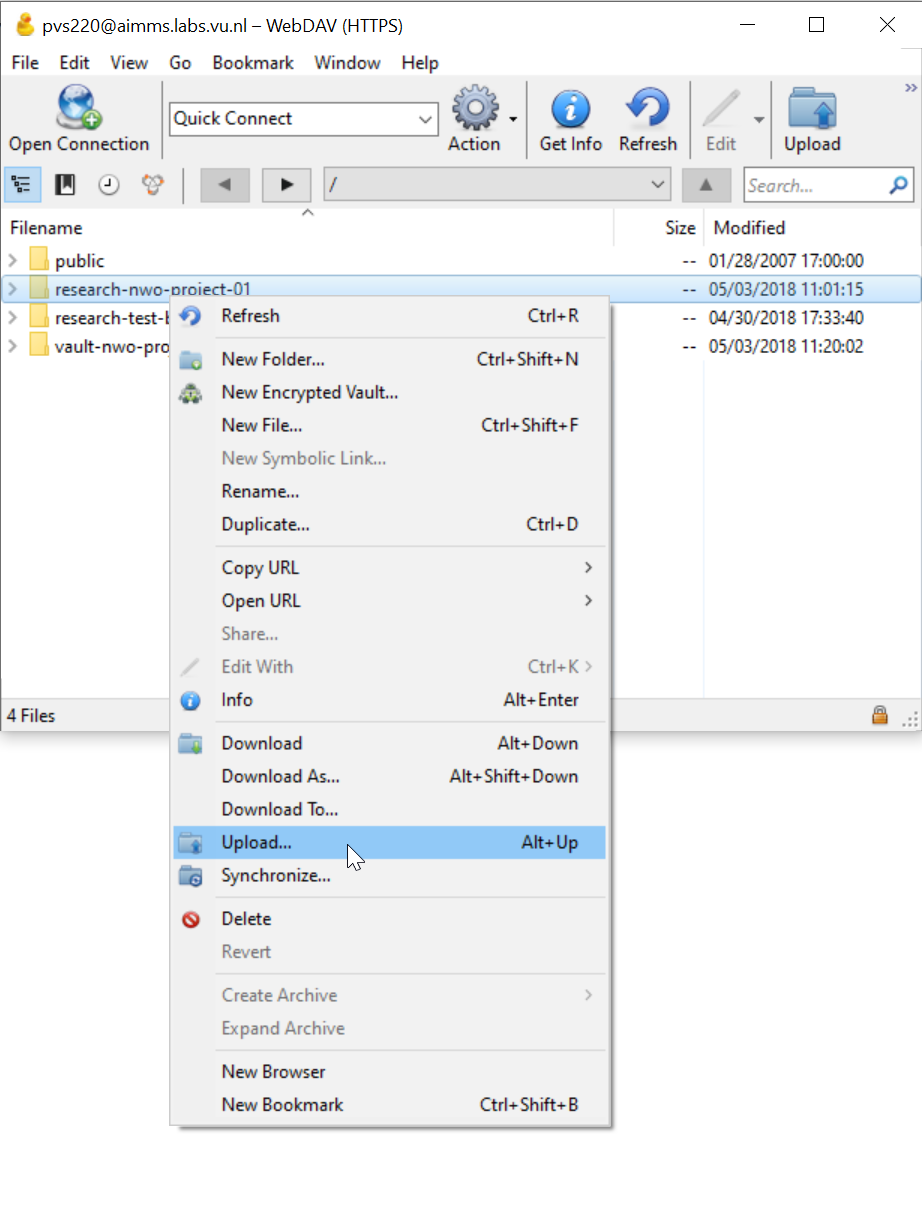 pvs220@aimms.labs.vu.nl – WebDAV (HTTPS)
File Edit View Go Bookmark Window Help
Open Connection Quick Connect Action Get Info Refresh Edit Upload
/ Search...
Filename Size Modified
public -- 01/28/2007 17:00:00
research-nwo-project-01 -- 05/03/2018 11:01:15
research-test- -- 04/30/2018 17:33:40
vault-nwo-pro -- 05/03/2018 11:20:02
Refresh Ctrl+R
New Folder... Ctrl+Shift+N
New Encrypted Vault...
New File... Ctrl+Shift+F
New Symbolic Link...
Rename...
Duplicate... Ctrl+D
Copy URL
Open URL
Share...
Edit With Ctrl+K
Info Alt+Enter
4 Files
Download Alt+Down
Download As... Alt+Shift+Down
Download To...
Upload... Alt+Up
Synchronize...
Delete
Revert
Create Archive
Expand Archive
New Browser
New Bookmark Ctrl+Shift+B